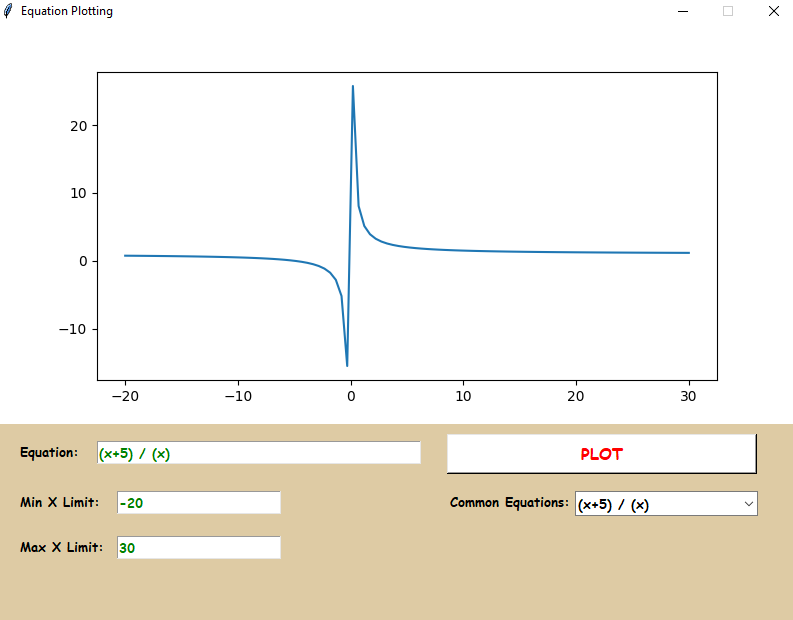 Equation Plotting
20
10
0
−10
−20 −10 0 10 20 30
Equation: (x+5) / (x) PLOT
Min X Limit: -20 Common Equations: (x+5) / (x)
Max X Limit: 30